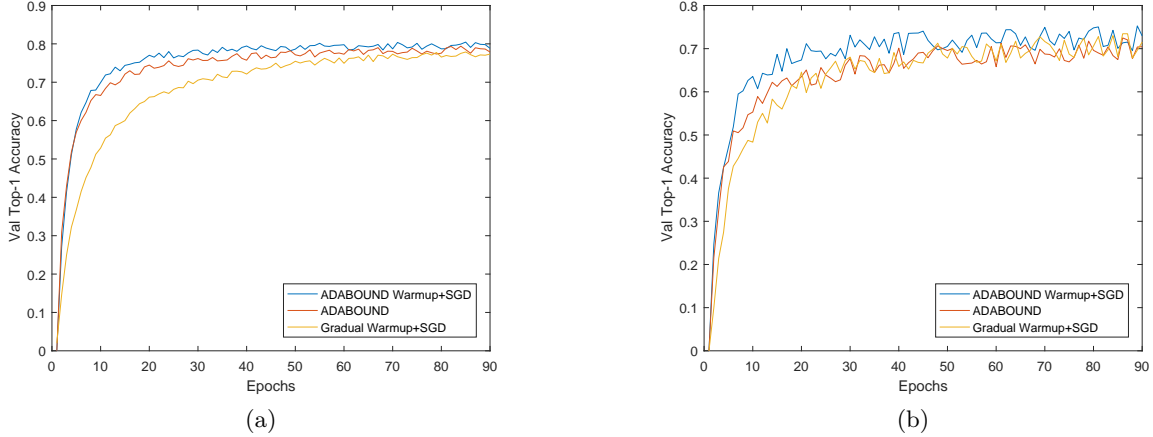 0.9
0.8
0.7
0.6
0.5
0.4
0.3
0.2
0.1
0
Val Top-1 Accuracy
ADABOUND Warmup+SGD
ADABOUND
Gradual Warmup+SGD
0 10 20 30 40 50 60 70 80 90
Epochs
(a)
0.8
0.7
0.6
0.5
0.4
0.3
0.2
0.1
0
Val Top-1 Accuracy
ADABOUND Warmup+SGD
ADABOUND
Gradual Warmup+SGD
0 10 20 30 40 50 60 70 80 90
Epochs
(b)